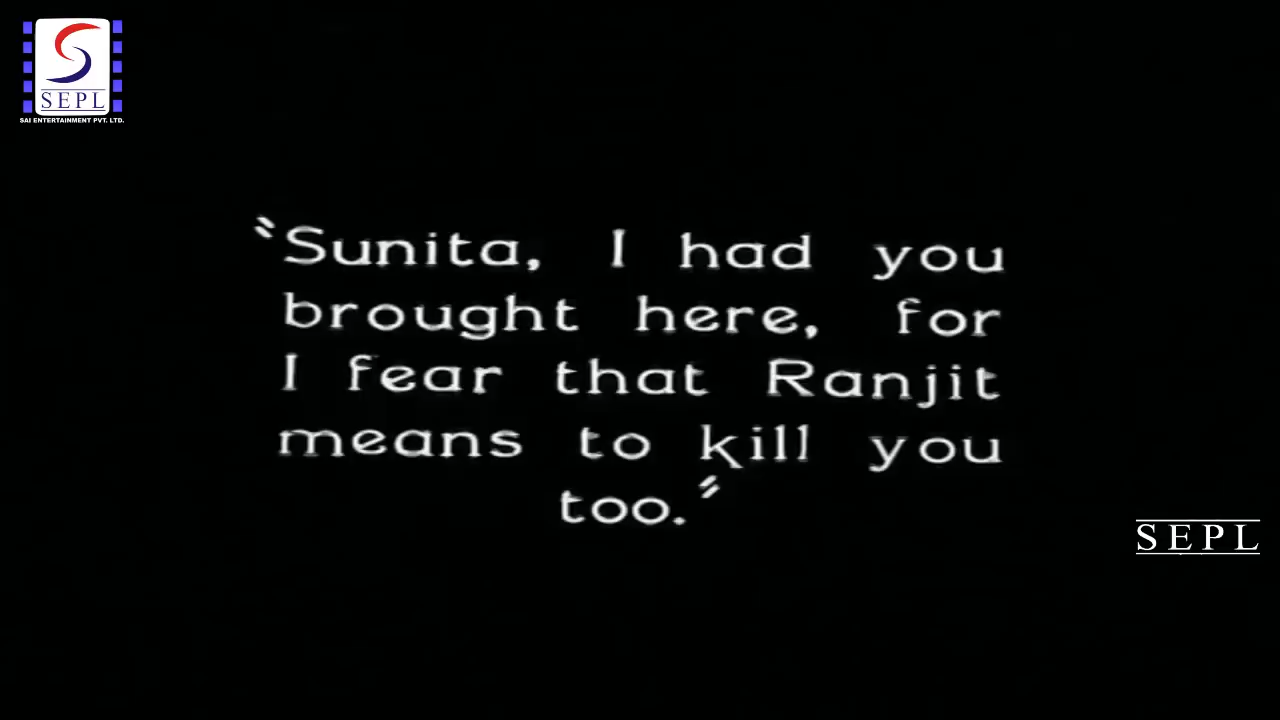 SEPL
SAI ENTERTAINMENT PVT. LTD.
"Sunita, I had you
brought here, for
I fear that Ranjit
means to kill you
too."
SEPL